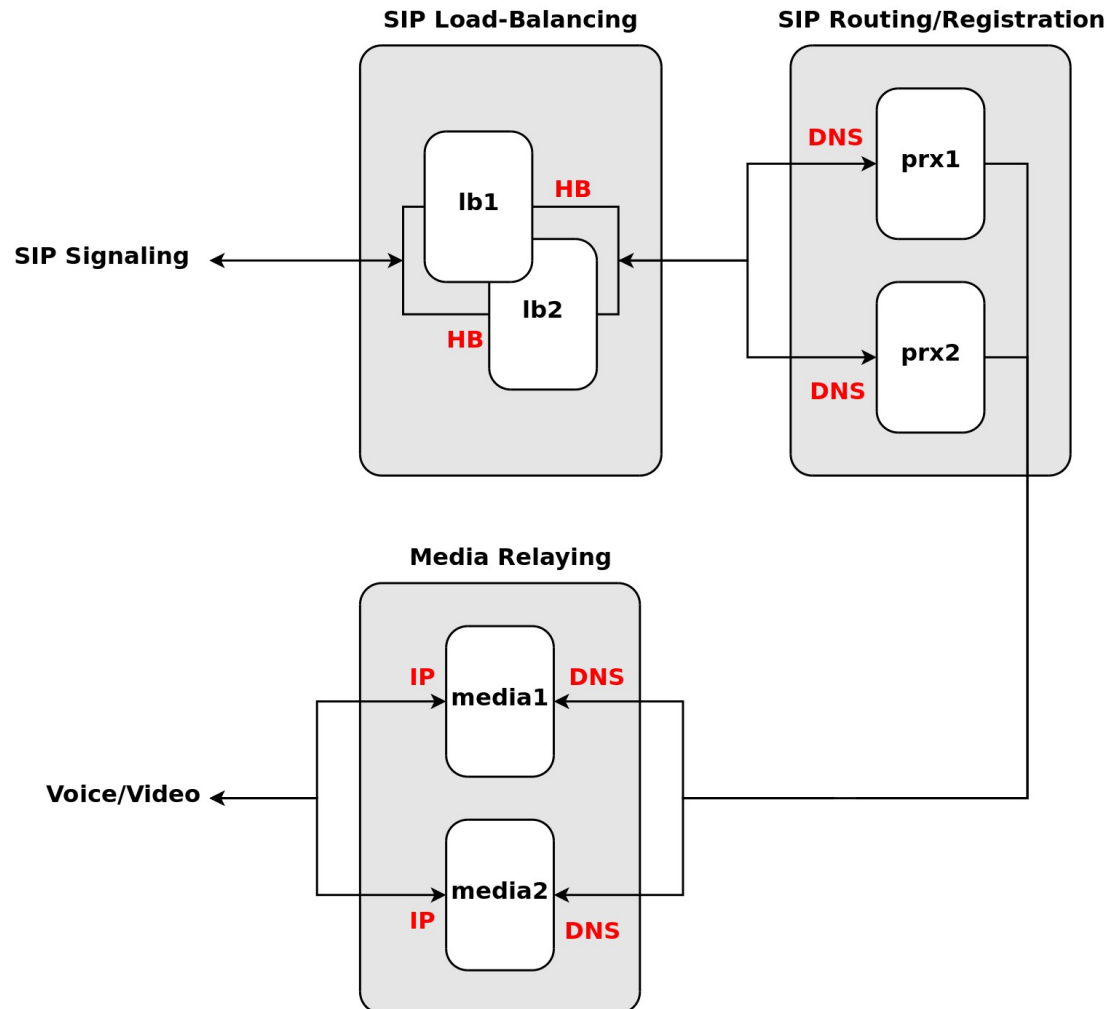 SIP Load-Balancing
SIP Routing/Registration
DNS
prx1
HB
lb1
SIP Signaling
lb2
HB
prx2
DNS
Media Relaying
IP
DNS
media1
Voice/Video
media2
IP
DNS